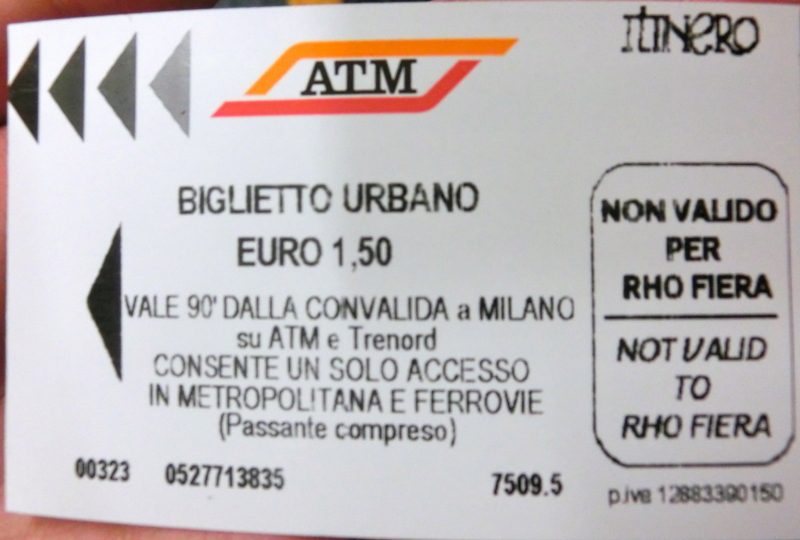 ATM
ITINERO
BIGLIETTO URBANO
EURO 1,50
VALE 90' DALLA CONVALIDA a MILANO
su ATM e Trenord
CONSENTE UN SOLO ACCESSO
IN METROPOLITANA E FERROVIE
(Passante compreso)
00323 0527713835 7509.5
NON VALIDO
PER
RHO FIERA
NOT VALID
TO
RHO FIERA
p.iva 12883390150